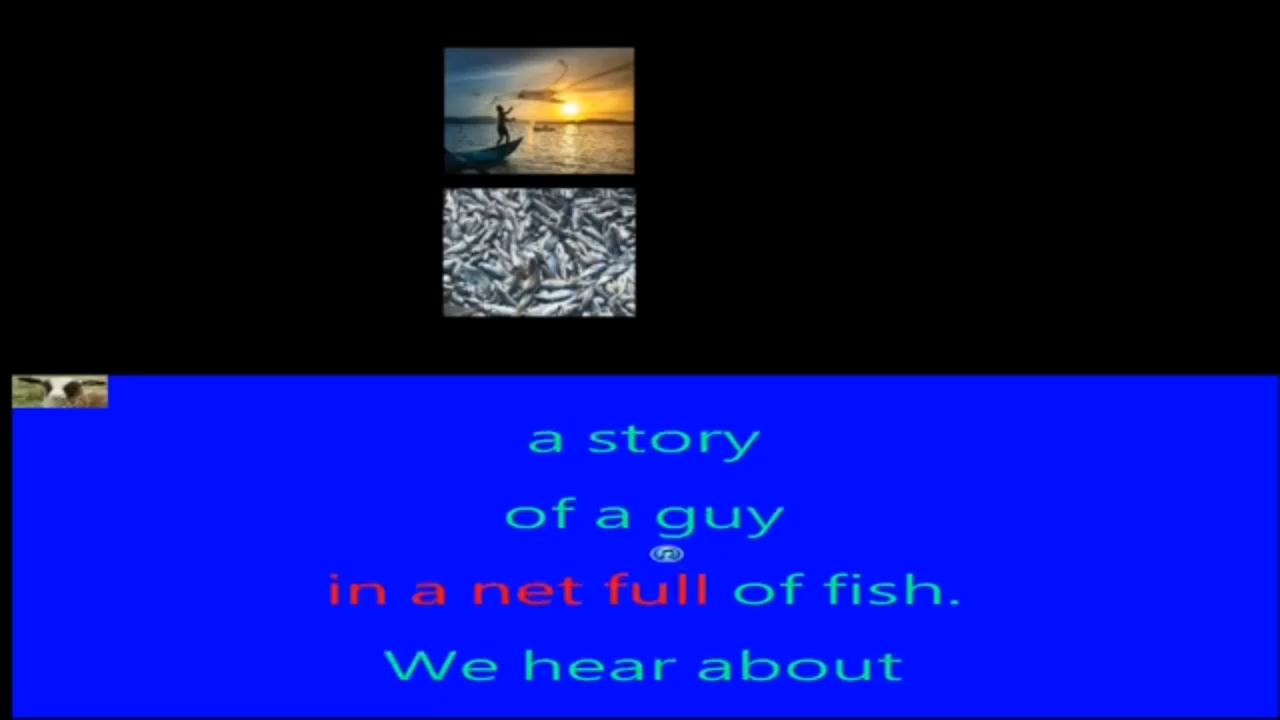 a story
of a guy
in a net full of fish.
We hear about